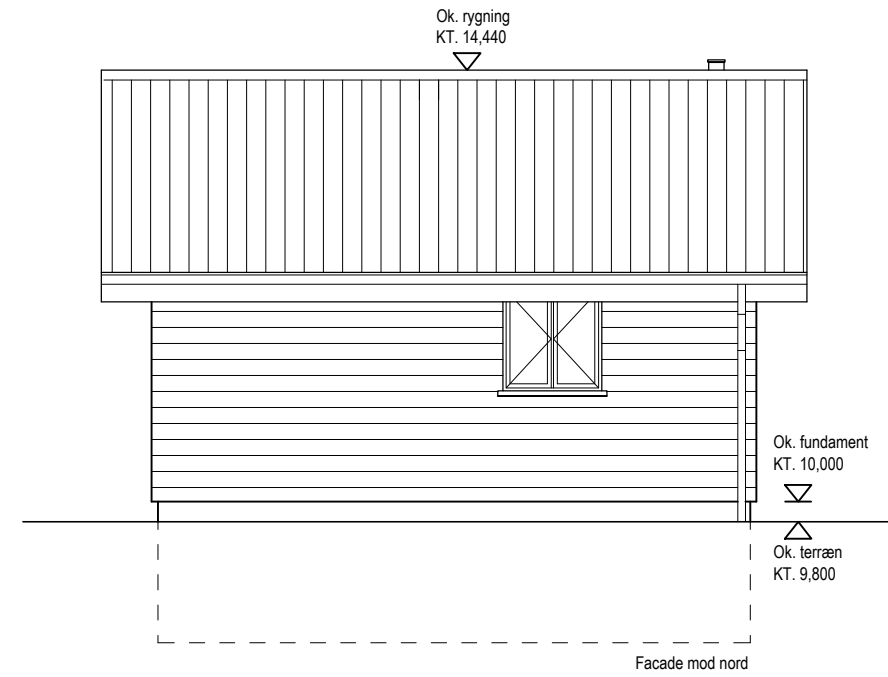 Ok. rygning
KT. 14,440
Ok. fundament
KT. 10,000
Ok. terræn
KT. 9,800
Facade mod nord